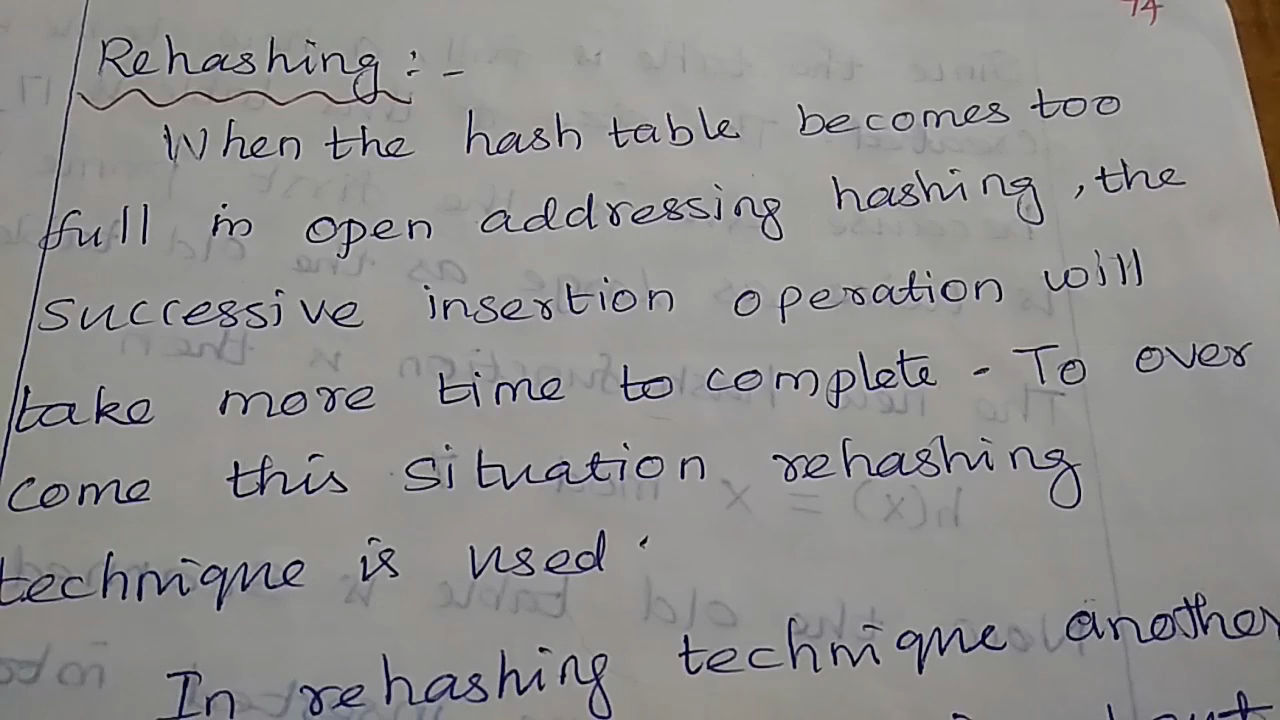 74
Rehashing :-
When the hash table becomes too
full in open addressing hashing, the
successive insertion operation will
take more time to complete. To over
come this situation rehashing
technique is used.
In rehashing technique another